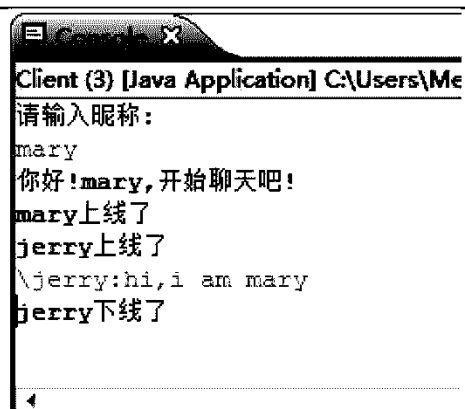 Console
Client (3) [Java Application] C:\Users\Me
请输入昵称:
mary
你好!mary,开始聊天吧!
mary上线了
jerry上线了
\jerry:hi,i am mary
jerry下线了